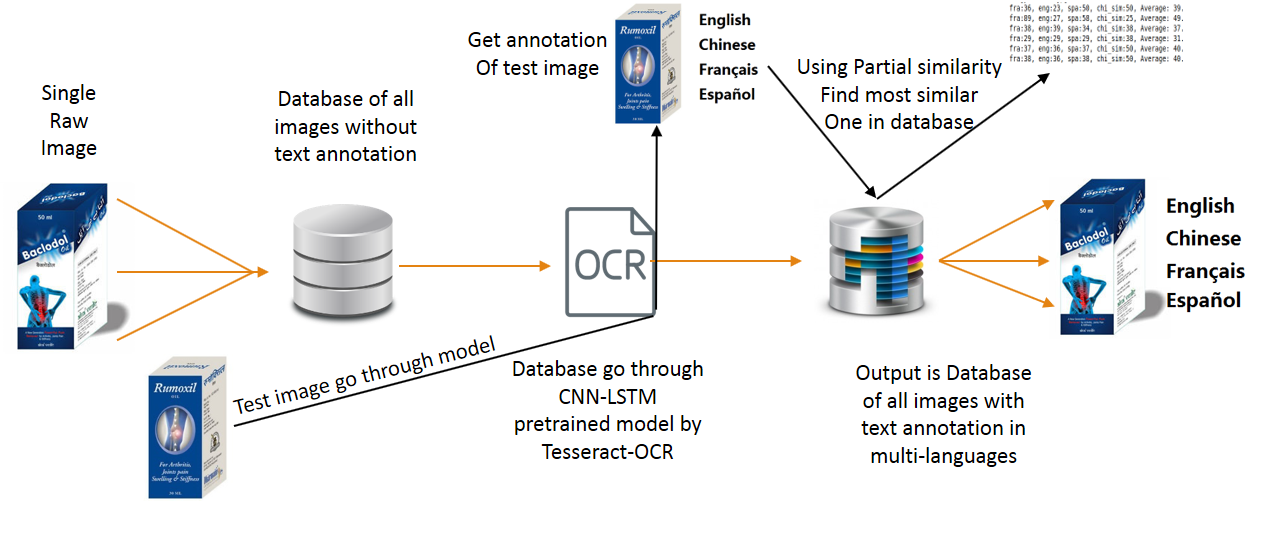 fra:36, eng:23, spa:50, chi_sim:50, Average: 39.
fra:89, eng:27, spa:58, chi_sim:25, Average: 49.
fra:38, eng:39, spa:34, chi_sim:38, Average: 37.
fra:29, eng:29, spa:29, chi_sim:38, Average: 31.
fra:37, eng:36, spa:37, chi_sim:50, Average: 40.
fra:38, eng:36, spa:38, chi_sim:50, Average: 40.
Get annotation
Of test image
Rumoxil
OIL
For Arthritis,
Joints pain
Swelling & Stiffness
30 ML
English
Chinese
Français
Español
Using Partial similarity
Find most similar
One in database
Single
Raw
Image
Database of all
images without
text annotation
50 ml
Baclodol
Oil
OCR
50 ml
Baclodol
Oil
English
Chinese
Français
Español
Test image go through model
Rumoxil
OIL
For Arthritis,
Joints pain
Swelling & Stiffness
30 ML
Database go through
CNN-LSTM
pretrained model by
Tesseract-OCR
Output is Database
of all images with
text annotation in
multi-languages